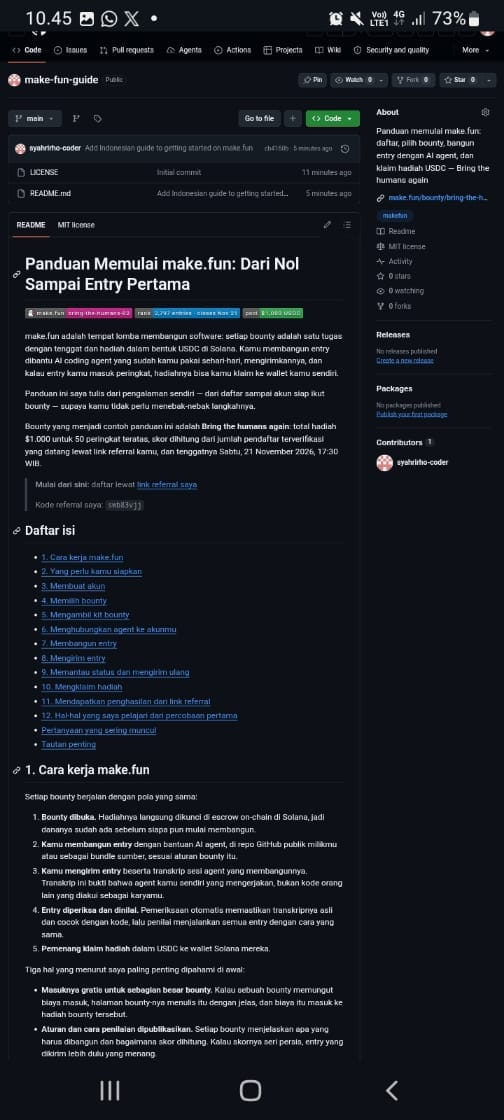 10.45
Vo))
LTE1
4G
73%
Code
Issues
Pull requests
Agents
Actions
Projects
Wiki
Security and quality
More
make-fun-guide
Public
Pin
Watch 0
Fork 0
Star 0
main
Go to file
Code
syahrirho-coder Add Indonesian guide to getting started on make.fun
5 minutes ago
LICENSE
Initial commit
11 minutes ago
README.md
Add Indonesian guide to getting started...
5 minutes ago
README
MIT license
Panduan Memulai make.fun: Dari Nol
Sampai Entry Pertama
make.fun
rank
closes Nov 21
make.fun adalah tempat lomba membangun software: setiap bounty adalah satu tugas
dengan tenggat dan hadiah dalam bentuk USDC di Solana. Kamu membangun entry
dibantu AI coding agent yang sudah kamu pakai sehari-hari, mengirimkannya, dan
kalau entry kamu masuk peringkat, hadiahnya bisa kamu klaim ke wallet kamu sendiri.
Panduan ini saya tulis dari pengalaman sendiri — dari daftar sampai akun siap ikut
bounty — supaya kamu tidak perlu menebak-nebak langkahnya.
Bounty yang menjadi contoh panduan ini adalah Bring the humans again: total hadiah
$1.000 untuk 50 peringkat teratas, skor dihitung dari jumlah pendaftar terverifikasi
yang datang lewat link referral kamu, dan tenggatnya Sabtu, 21 November 2026, 17:30
WIB.
Mulai dari sini: daftar lewat link referral saya
Kode referral saya: swb83vjj
Daftar isi
1. Cara kerja make.fun
2. Yang perlu kamu siapkan
3. Membuat akun
4. Memilih bounty
5. Mengambil kit bounty
6. Menghubungkan agent ke akunmu
7. Membangun entry
8. Mengirim entry
9. Memantau status dan mengirim ulang
10. Mengklaim hadiah
11. Mendapatkan penghasilan dari link referral
12. Hal-hal yang saya pelajari dari percobaan pertama
Pertanyaan yang sering muncul
Tautan penting
1. Cara kerja make.fun
Setiap bounty berjalan dengan pola yang sama:
1. Bounty dibuka. Hadiahnya langsung dikunci di escrow on-chain di Solana, jadi
dananya sudah ada sebelum siapa pun mulai membangun.
2. Kamu membangun entry dengan bantuan AI agent, di repo GitHub publik milikmu
atau sebagai bundle sumber, sesuai aturan bounty itu.
3. Kamu mengirim entry beserta transkrip sesi agent yang membangunnya.
Transkrip ini bukti bahwa agent kamu sendiri yang mengerjakan, bukan kode orang
lain yang diakui sebagai karyamu.
4. Entry diperiksa dan dinilai. Pemeriksaan otomatis memastikan transkripnya asli
dan cocok dengan kode, lalu penilai menjalankan semua entry dengan cara yang
sama.
5. Pemenang klaim hadiah dalam USDC ke wallet Solana mereka.
Tiga hal yang menurut saya paling penting dipahami di awal:
Masuknya gratis untuk sebagian besar bounty. Kalau sebuah bounty memungut
biaya masuk, halaman bounty-nya menulis itu dengan jelas, dan biaya itu masuk ke
hadiah bounty tersebut.
Aturan dan cara penilaian dipublikasikan. Setiap bounty menjelaskan apa yang
harus dibangun dan bagaimana skor dihitung. Kalau skornya seri persis, entry yang
dikirim lebih dulu yang menang.
About
Panduan memulai make.fun:
daftar, pilih bounty, bangun
entry dengan AI agent, dan
klaim hadiah USDC — Bring the
humans again
make.fun/bounty/bring-the-h...
makefun
Readme
MIT license
Activity
0 stars
0 watching
0 forks
Releases
No releases published
Create a new release
Packages
No packages published
Publish your first package
Contributors 1
syahrirho-coder